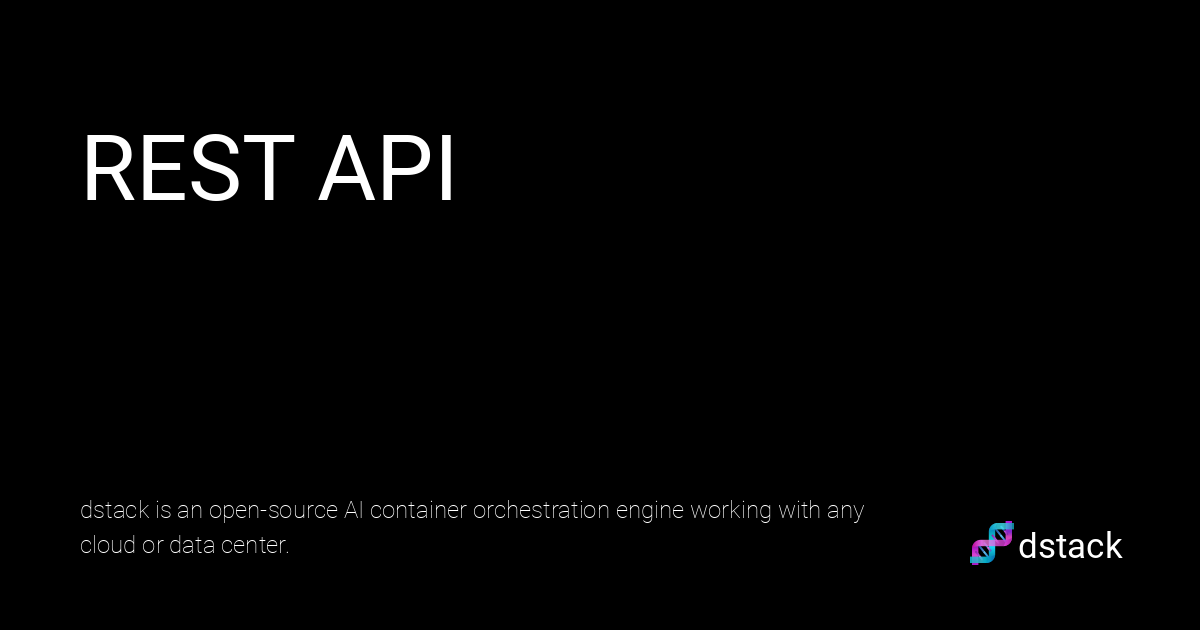 REST API
dstack is an open-source AI container orchestration engine working with any
cloud or data center.
dstack